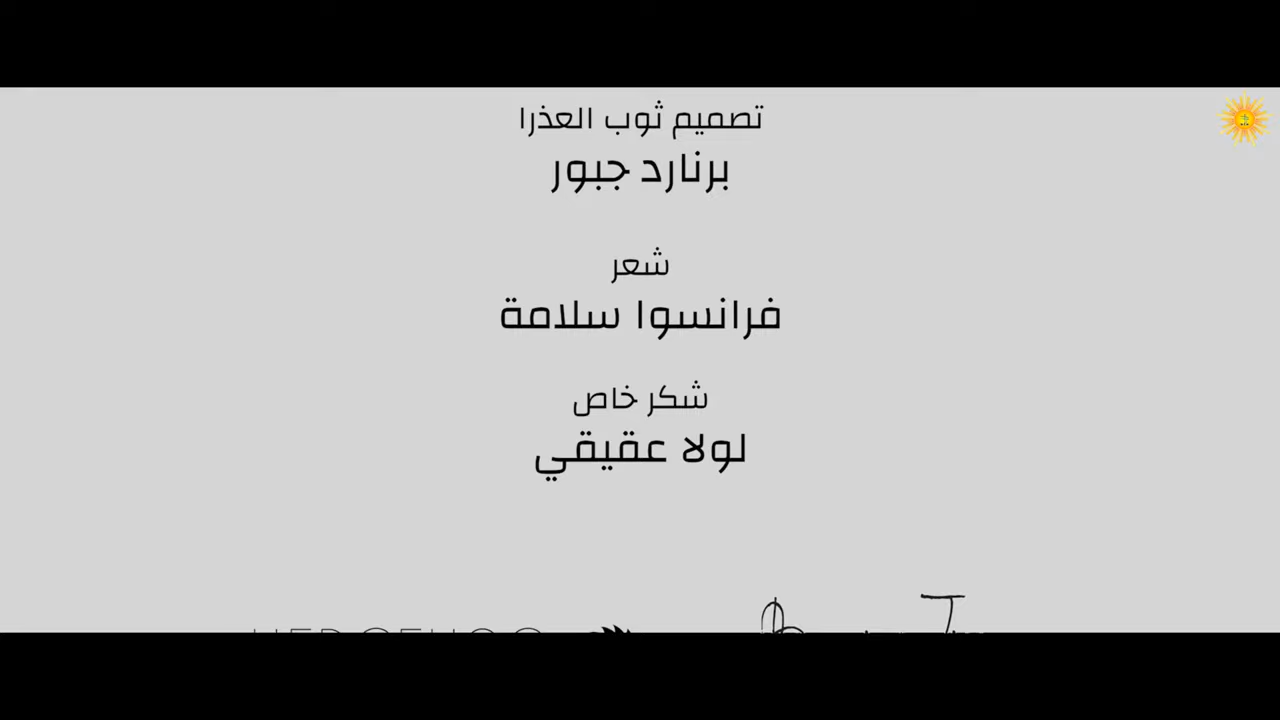 تصميم ثوب العذرا
برنارد جبور
شعر
فرانسوا سلامة
شكر خاص
لولا عقيقي